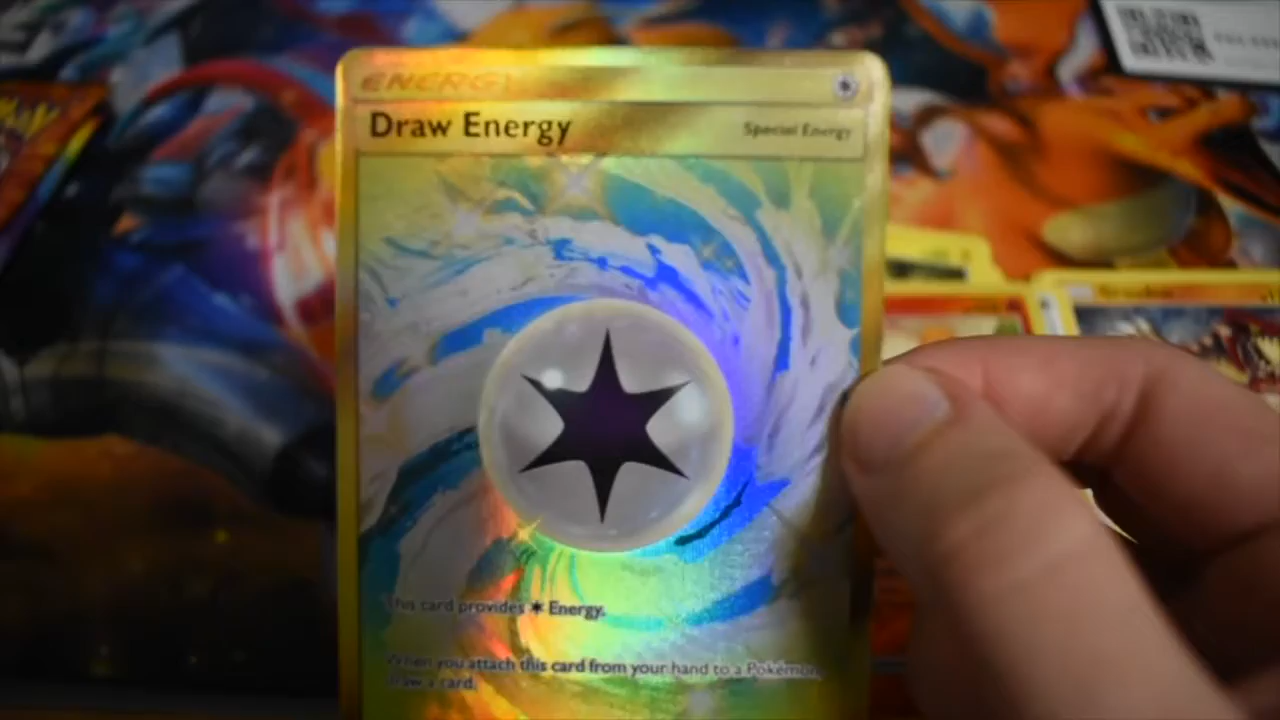 ENERGY
Draw Energy
Special Energy
This card provides Energy.
When you attach this card from your hand to a Pokémon,
draw a card.